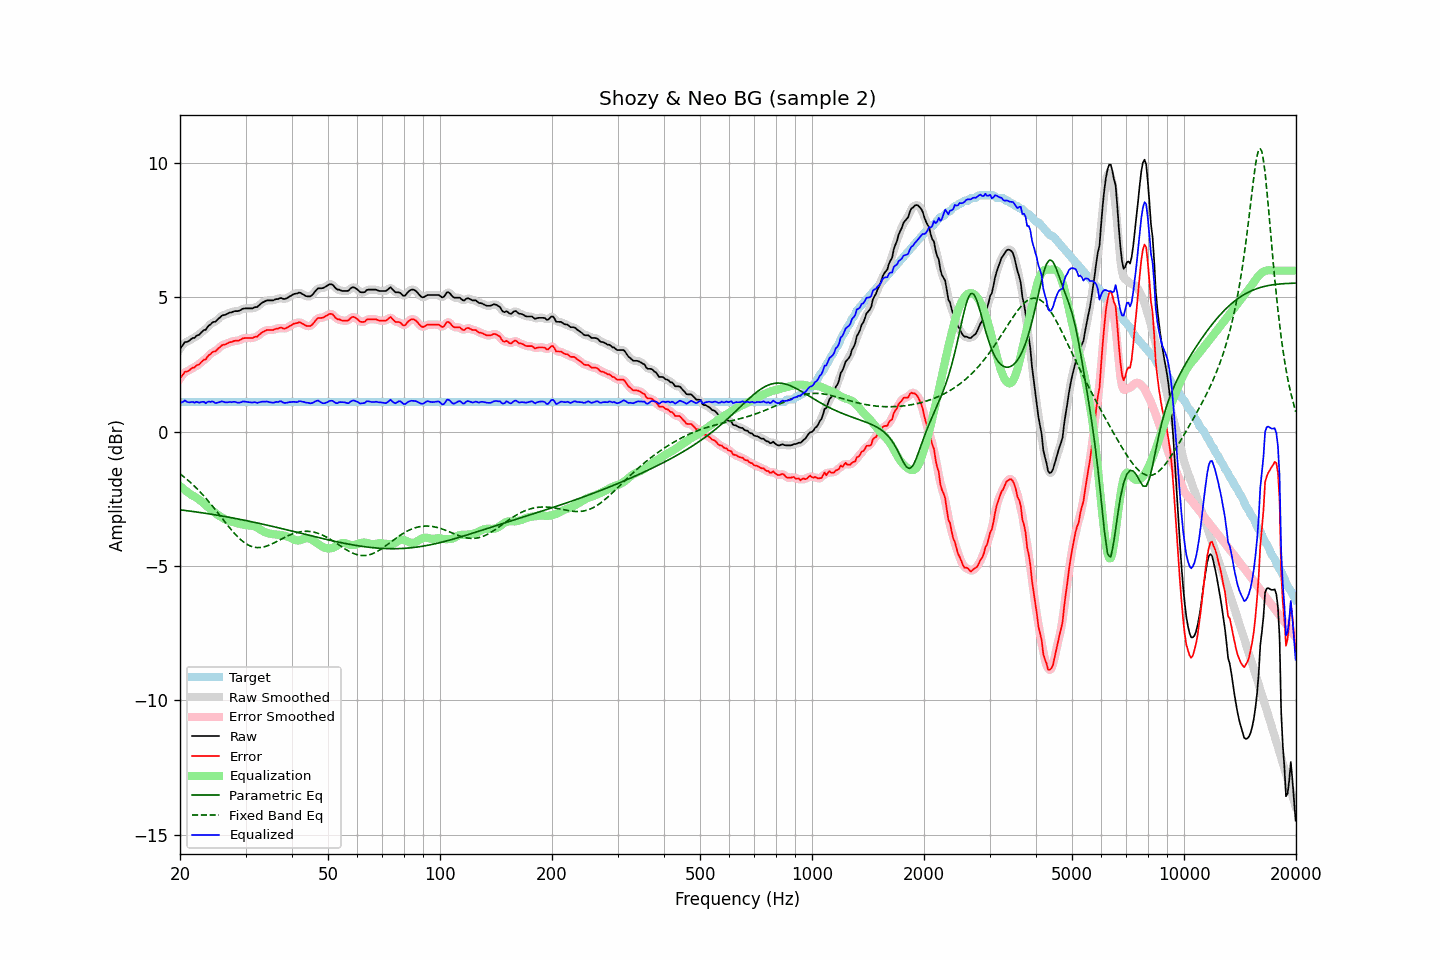 Shozy & Neo BG (sample 2)
Amplitude (dBr)
10
5
0
−5
−10
−15
Target
Raw Smoothed
Error Smoothed
Raw
Error
Equalization
Parametric Eq
Fixed Band Eq
Equalized
20 50 100 200 500 1000 2000 5000 10000 20000
Frequency (Hz)